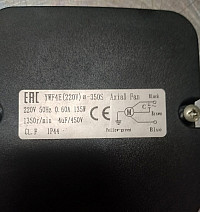 EAC YWF4E(220V)m-350S Axial Fan
220V 50Hz 0.60A 135W
1350r/min 4uF/450V
CL.F IP44
Black
Brown
M
C
Blue
Yellow-green